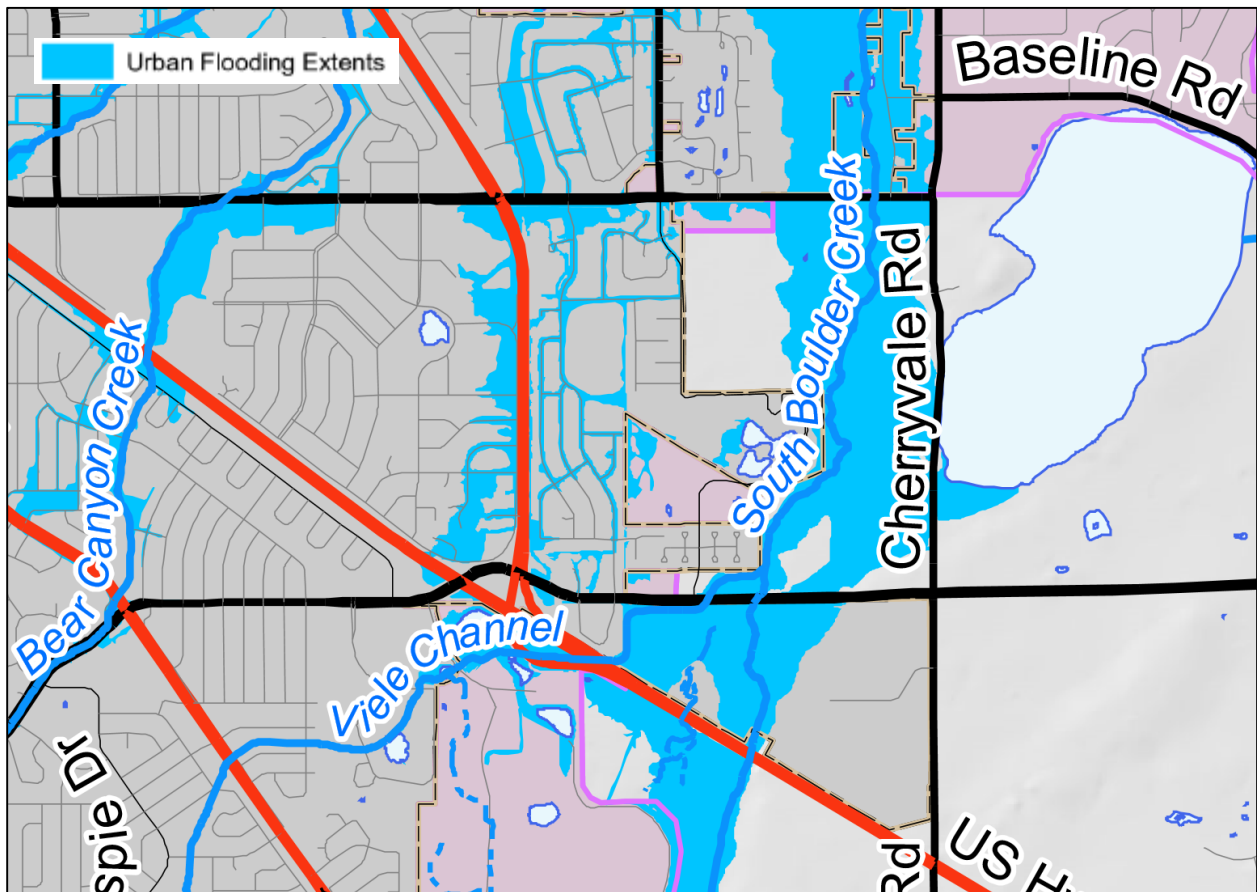 Urban Flooding Extents
Baseline Rd
South Boulder Creek
Cherryvale Rd
Bear Canyon Creek
Viele Channel
spie Dr
Rd
US H